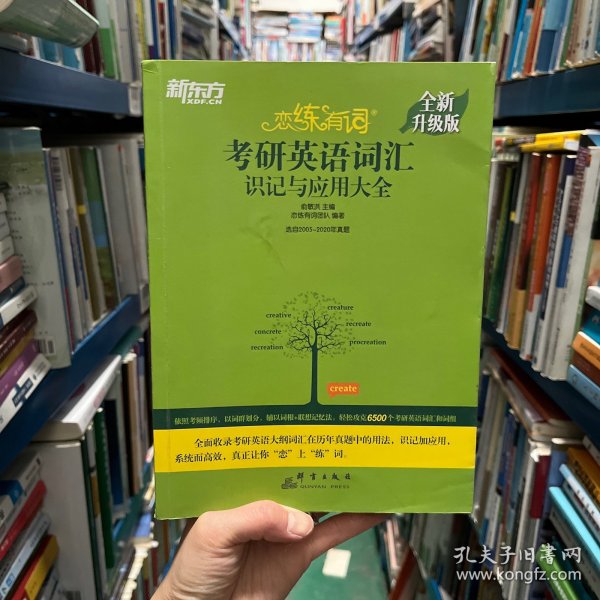 新东方
XDF.CN
全新
升级版
恋练有词®
考研英语词汇
识记与应用大全
俞敏洪 主编
恋练有词团队 编著
选自2005~2020年真题
creative
creature
concrete
recreate
recreation
procreation
create
依照考频排序,以词群划分,辅以词根+联想记忆法,轻松攻克6500个考研英语词汇和词组
全面收录考研英语大纲词汇在历年真题中的用法,识记加应用,
系统而高效,真正让你“恋”上“练”词。
群言出版社
QUNYAN PRESS
孔夫子旧书网
www.kongfz.com